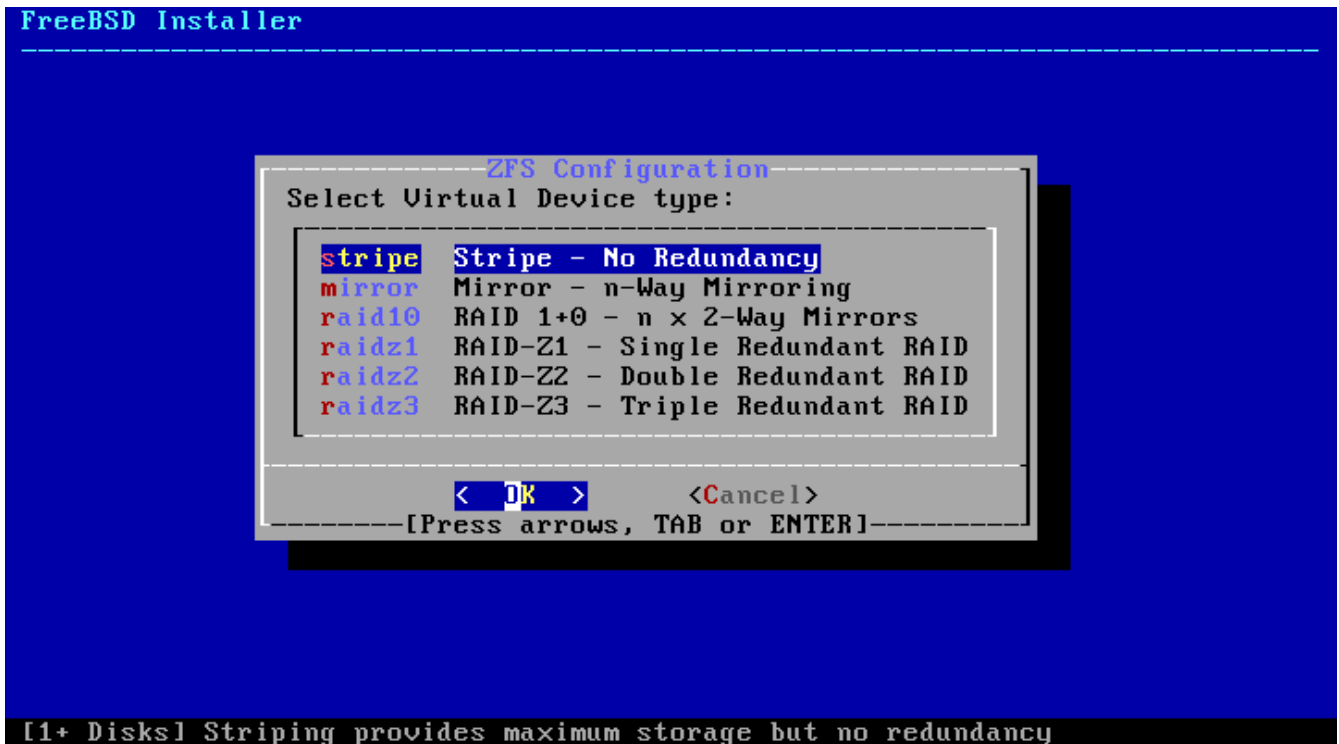 FreeBSD Installer
ZFS Configuration
Select Virtual Device type:
stripe Stripe - No Redundancy
mirror Mirror - n-Way Mirroring
raid10 RAID 1+0 - n x 2-Way Mirrors
raidz1 RAID-Z1 - Single Redundant RAID
raidz2 RAID-Z2 - Double Redundant RAID
raidz3 RAID-Z3 - Triple Redundant RAID
< OK > <Cancel>
[Press arrows, TAB or ENTER]
[1+ Disks] Striping provides maximum storage but no redundancy